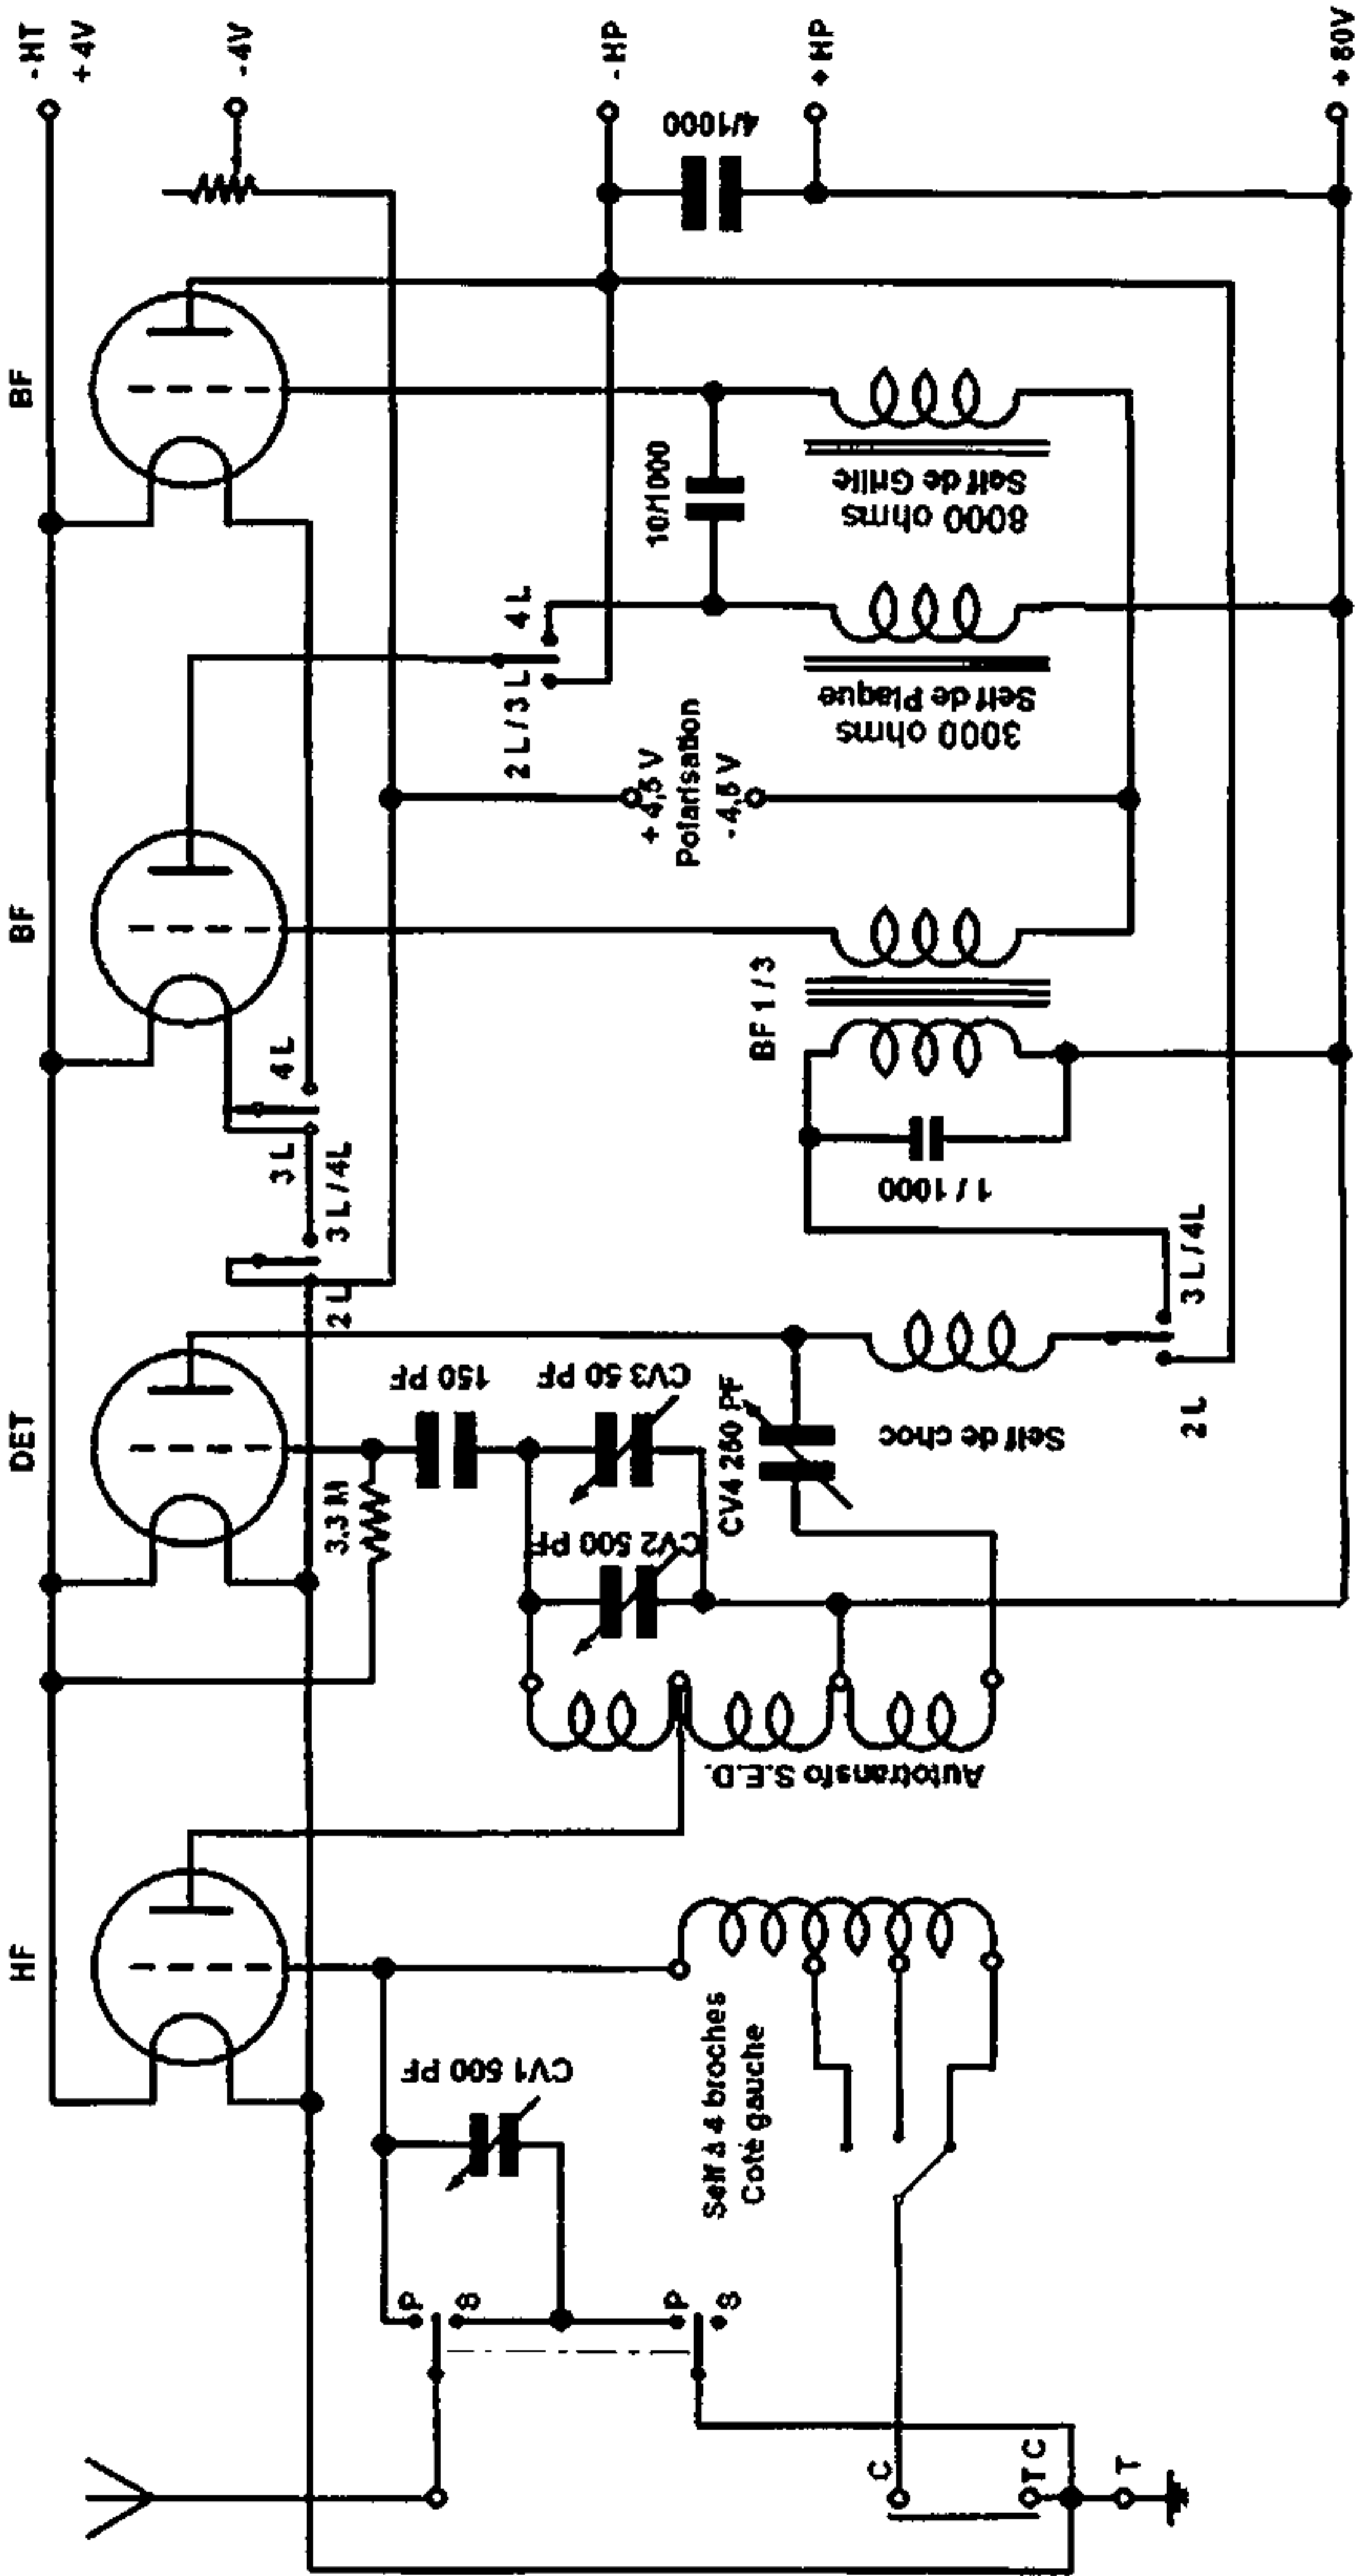 HF
DET
BF
BF
- HT
+ 4V
- 4V
- HP
+ HP
+ 80V
4/1000
10/1000
8000 ohms
Self de Grille
3000 ohms
Self de Plaque
4 L
2 L / 3 L
+ 4,5 V
Polarisation
- 4,5 V
BF 1 / 3
1 / 1000
4 L
3 L
3 L / 4L
2 L
3 L / 4L
2 L
Self de choc
150 PF
CV3 50 PF
3.3 M
CV2 500 PF
CV4 250 PF
Autotransfo S.E.D.
CV1 500 PF
Self à 4 broches
Coté gauche
P
S
P
S
C
T C
T